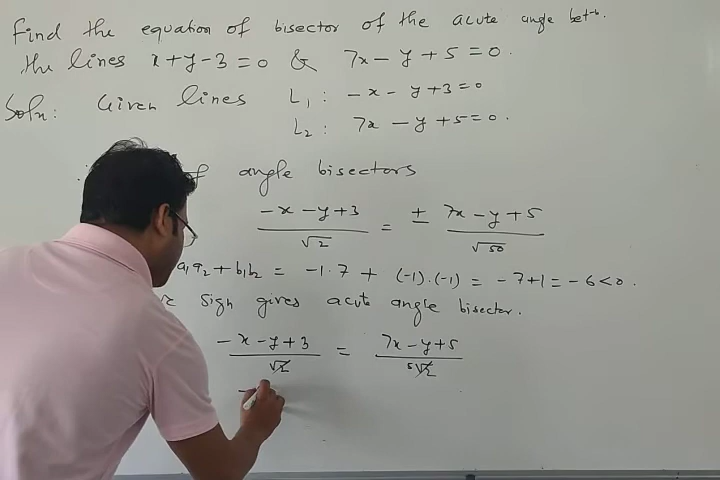 Find the equation of bisector of the acute angle bet-n.
the lines x+y-3=0 & 7x-y+5=0.
Soln: Given lines L₁: -x-y+3=0
L₂: 7x-y+5=0.
of angle bisectors
(-x-y+3)/√2 = ± (7x-y+5)/√50
a₁a₂+b₁b₂ = -1.7 + (-1).(-1) = -7+1=-6<0.
sign gives acute angle bisector.
(-x-y+3)/√2 = (7x-y+5)/5√2
-